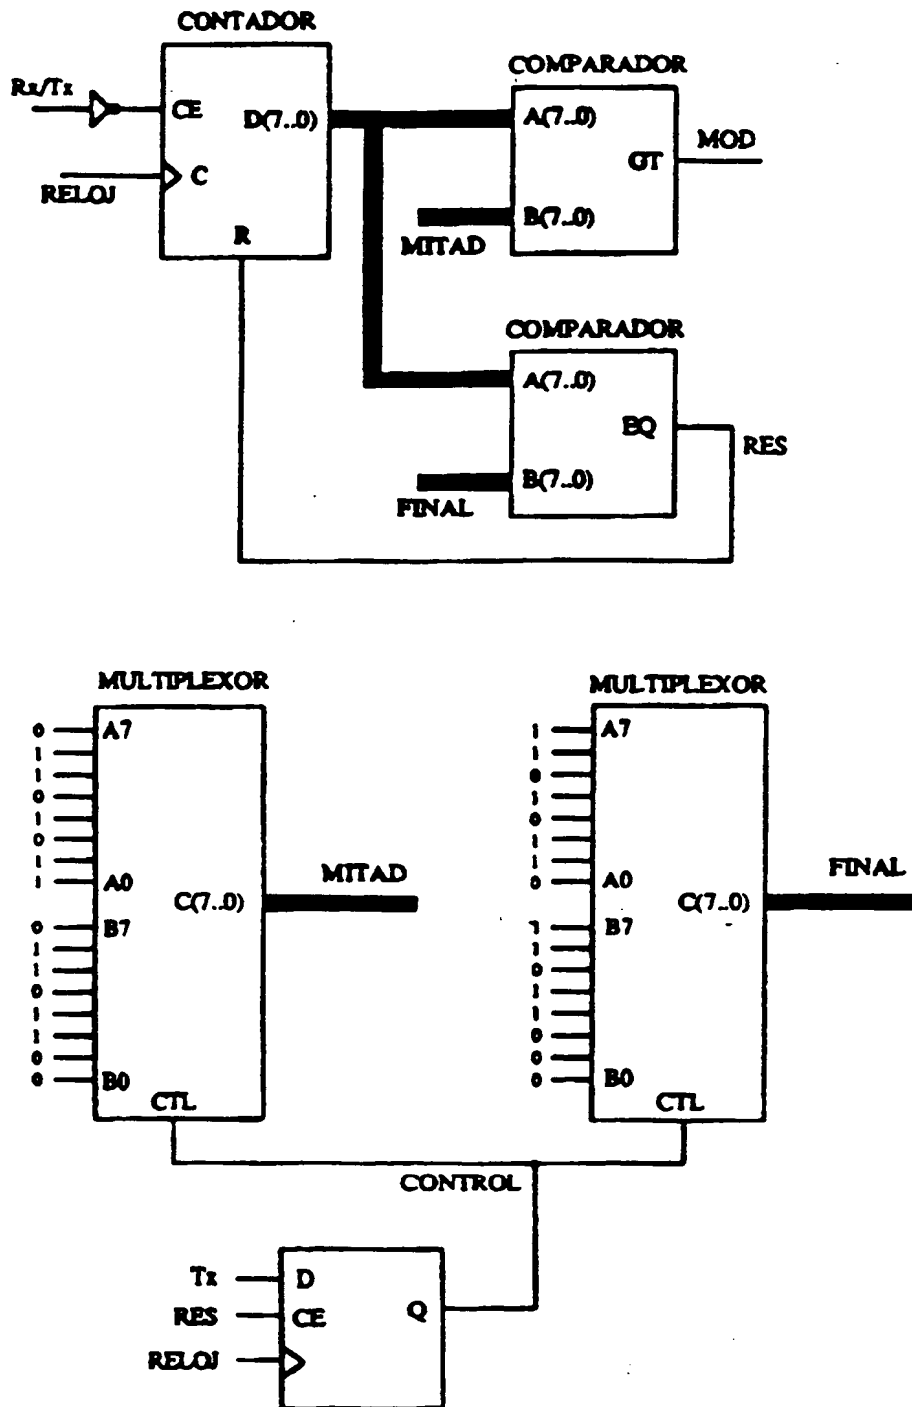 CONTADOR
Rx/Tx
CE
D(7..0)
RELOJ
C
R
COMPARADOR
A(7..0)
GT
MOD
B(7..0)
MITAD
COMPARADOR
A(7..0)
EQ
RES
B(7..0)
FINAL
MULTIPLEXOR
0 A7
1
1
0
1
0
1
1 A0
C(7..0)
MITAD
0 B7
1
1
0
1
1
0
0 B0
CTL
MULTIPLEXOR
1 A7
1
0
1
0
1
1
0 A0
C(7..0)
FINAL
1 B7
1
0
1
1
0
0
0 B0
CTL
CONTROL
Tx D
RES CE
Q
RELOJ